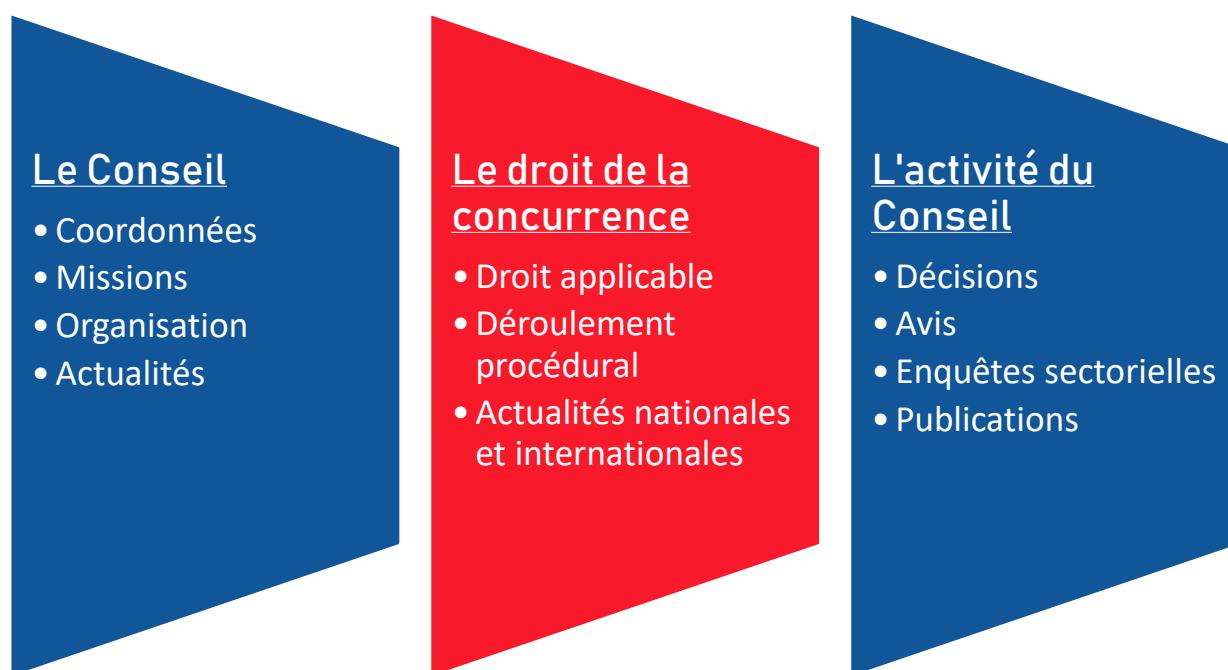 Le Conseil
• Coordonnées
• Missions
• Organisation
• Actualités
Le droit de la
concurrence
• Droit applicable
• Déroulement
procédural
• Actualités nationales
et internationales
L'activité du
Conseil
• Décisions
• Avis
• Enquêtes sectorielles
• Publications